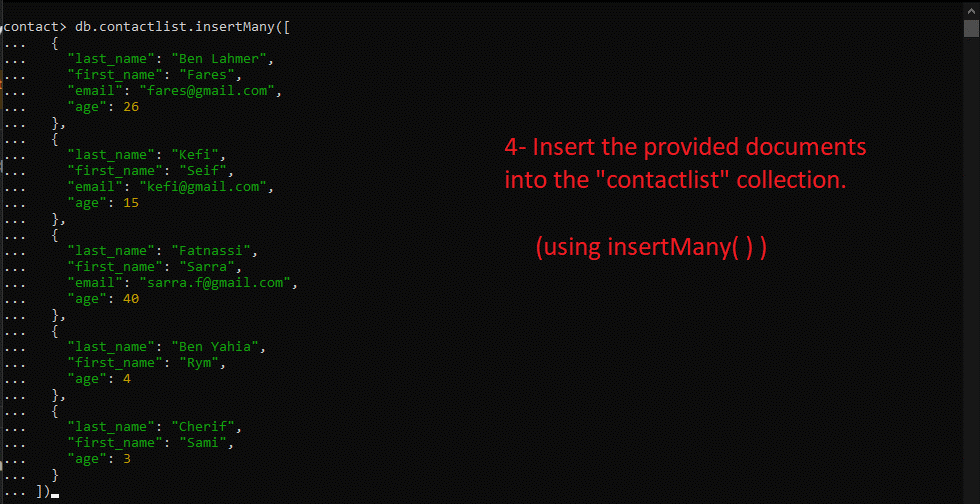 contact> db.contactlist.insertMany([
...   {
...     "last_name": "Ben Lahmer",
...     "first_name": "Fares",
...     "email": "fares@gmail.com",
...     "age": 26
...   },
...   {
...     "last_name": "Kefi",
...     "first_name": "Seif",
...     "email": "kefi@gmail.com",
...     "age": 15
...   },
...   {
...     "last_name": "Fatnassi",
...     "first_name": "Sarra",
...     "email": "sarra.f@gmail.com",
...     "age": 40
...   },
...   {
...     "last_name": "Ben Yahia",
...     "first_name": "Rym",
...     "age": 4
...   },
...   {
...     "last_name": "Cherif",
...     "first_name": "Sami",
...     "age": 3
...   }
... ])
4- Insert the provided documents
into the "contactlist" collection.
(using insertMany( ) )